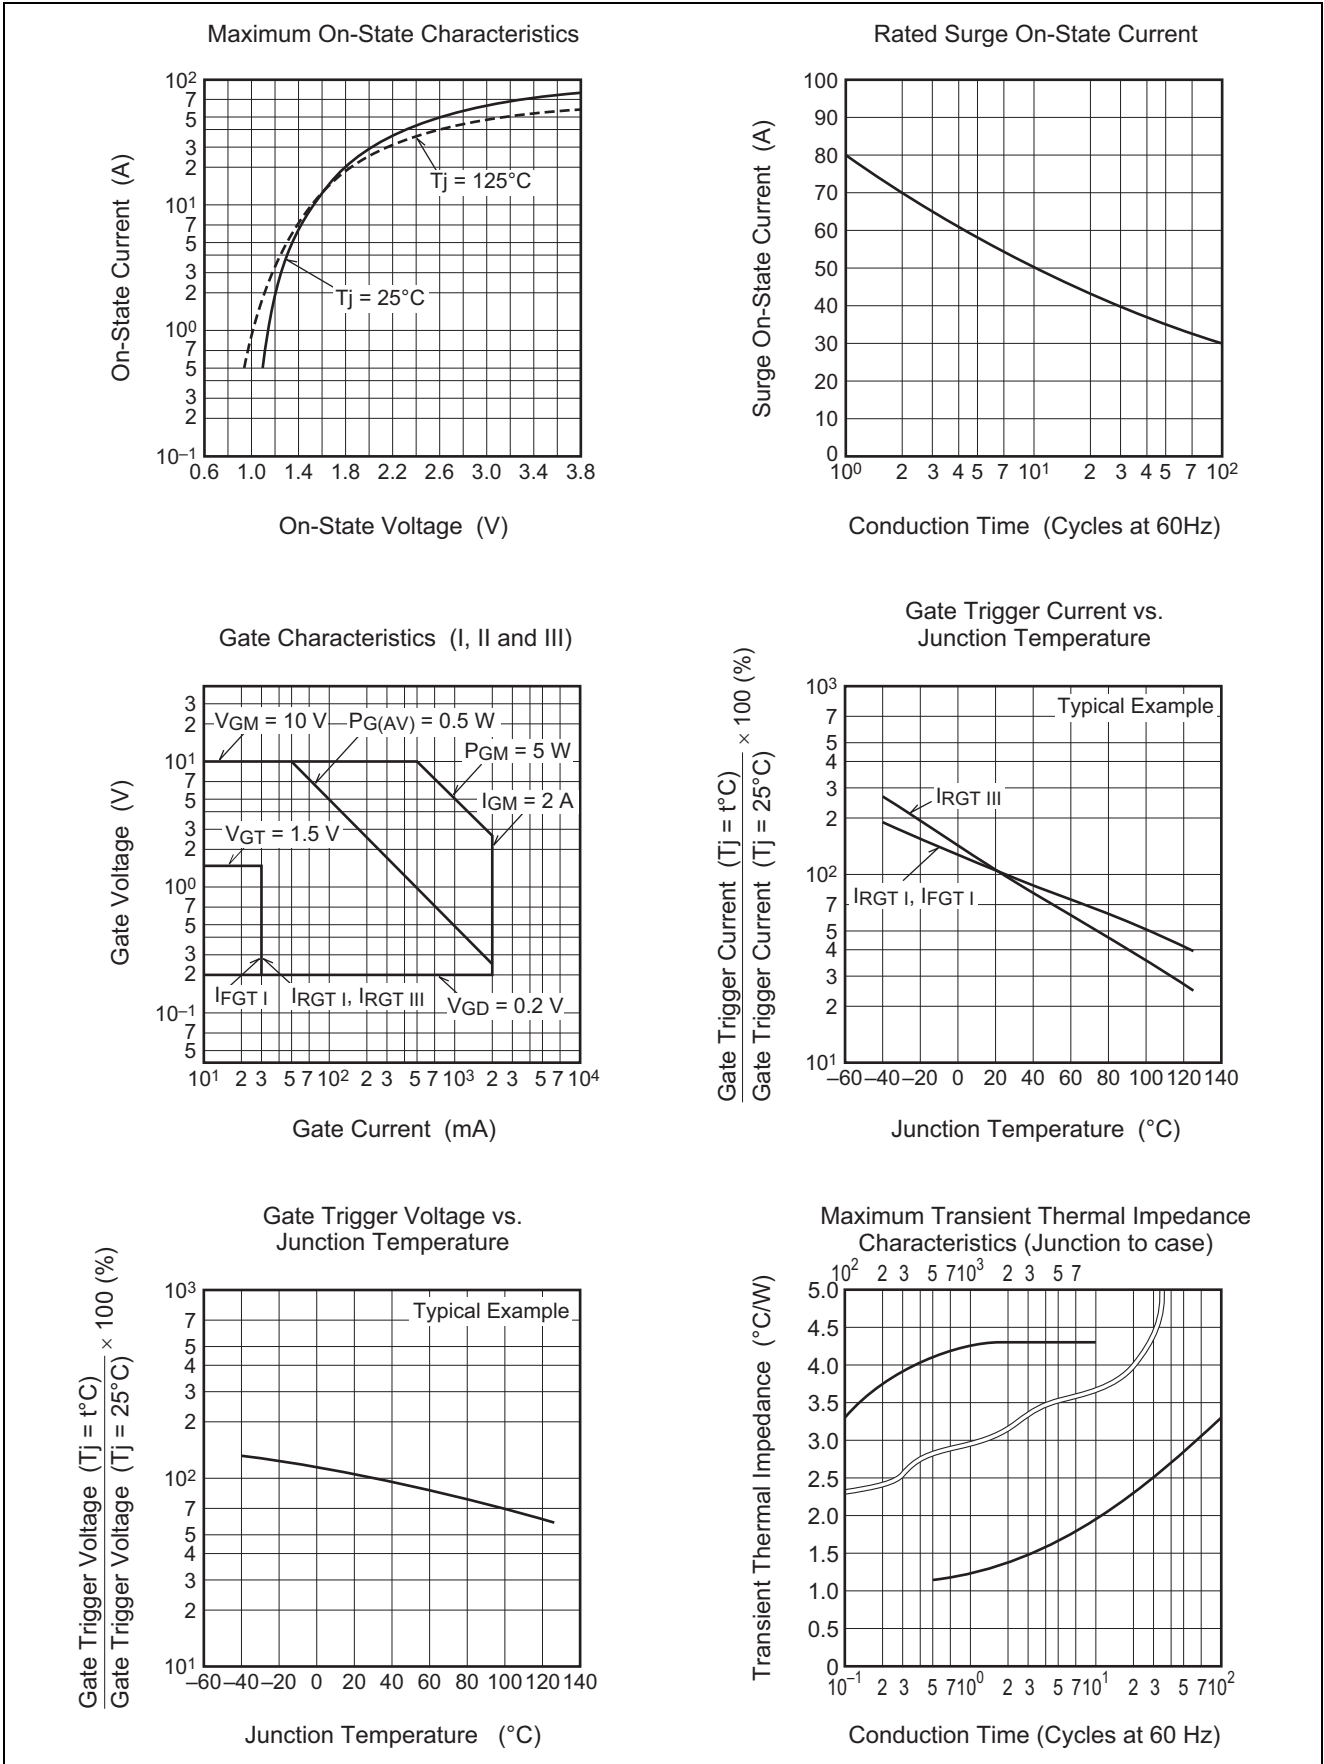 Maximum On-State Characteristics
10²
7
5
3
2
10¹
7
5
3
2
10⁰
7
5
3
2
10⁻¹
On-State Current (A)
Tj = 125°C
Tj = 25°C
0.6 1.0 1.4 1.8 2.2 2.6 3.0 3.4 3.8
On-State Voltage (V)
Rated Surge On-State Current
100
90
80
70
60
50
40
30
20
10
0
Surge On-State Current (A)
10⁰ 2 3 4 5 7 10¹ 2 3 4 5 7 10²
Conduction Time (Cycles at 60Hz)
Gate Characteristics (I, II and III)
3
2
10¹
7
5
3
2
10⁰
7
5
3
2
10⁻¹
7
5
Gate Voltage (V)
VGM = 10 V
PG(AV) = 0.5 W
PGM = 5 W
IGM = 2 A
VGT = 1.5 V
IFGT I
IRGT I, IRGT III
VGD = 0.2 V
10¹ 2 3 5 7 10² 2 3 5 7 10³ 2 3 5 7 10⁴
Gate Current (mA)
Gate Trigger Current vs.
Junction Temperature
10³
7
5
4
3
2
10²
7
5
4
3
2
10¹
Gate Trigger Current (Tj = t°C)
Gate Trigger Current (Tj = 25°C)
× 100 (%)
Typical Example
IRGT III
IRGT I, IFGT I
–60 –40 –20 0 20 40 60 80 100 120 140
Junction Temperature (°C)
Gate Trigger Voltage vs.
Junction Temperature
10³
7
5
4
3
2
10²
7
5
4
3
2
10¹
Gate Trigger Voltage (Tj = t°C)
Gate Trigger Voltage (Tj = 25°C)
× 100 (%)
Typical Example
–60 –40 –20 0 20 40 60 80 100 120 140
Junction Temperature (°C)
Maximum Transient Thermal Impedance
Characteristics (Junction to case)
10² 2 3 5 7 10³ 2 3 5 7
5.0
4.5
4.0
3.5
3.0
2.5
2.0
1.5
1.0
0.5
0
Transient Thermal Impedance (°C/W)
10⁻¹ 2 3 5 7 10⁰ 2 3 5 7 10¹ 2 3 5 7 10²
Conduction Time (Cycles at 60 Hz)